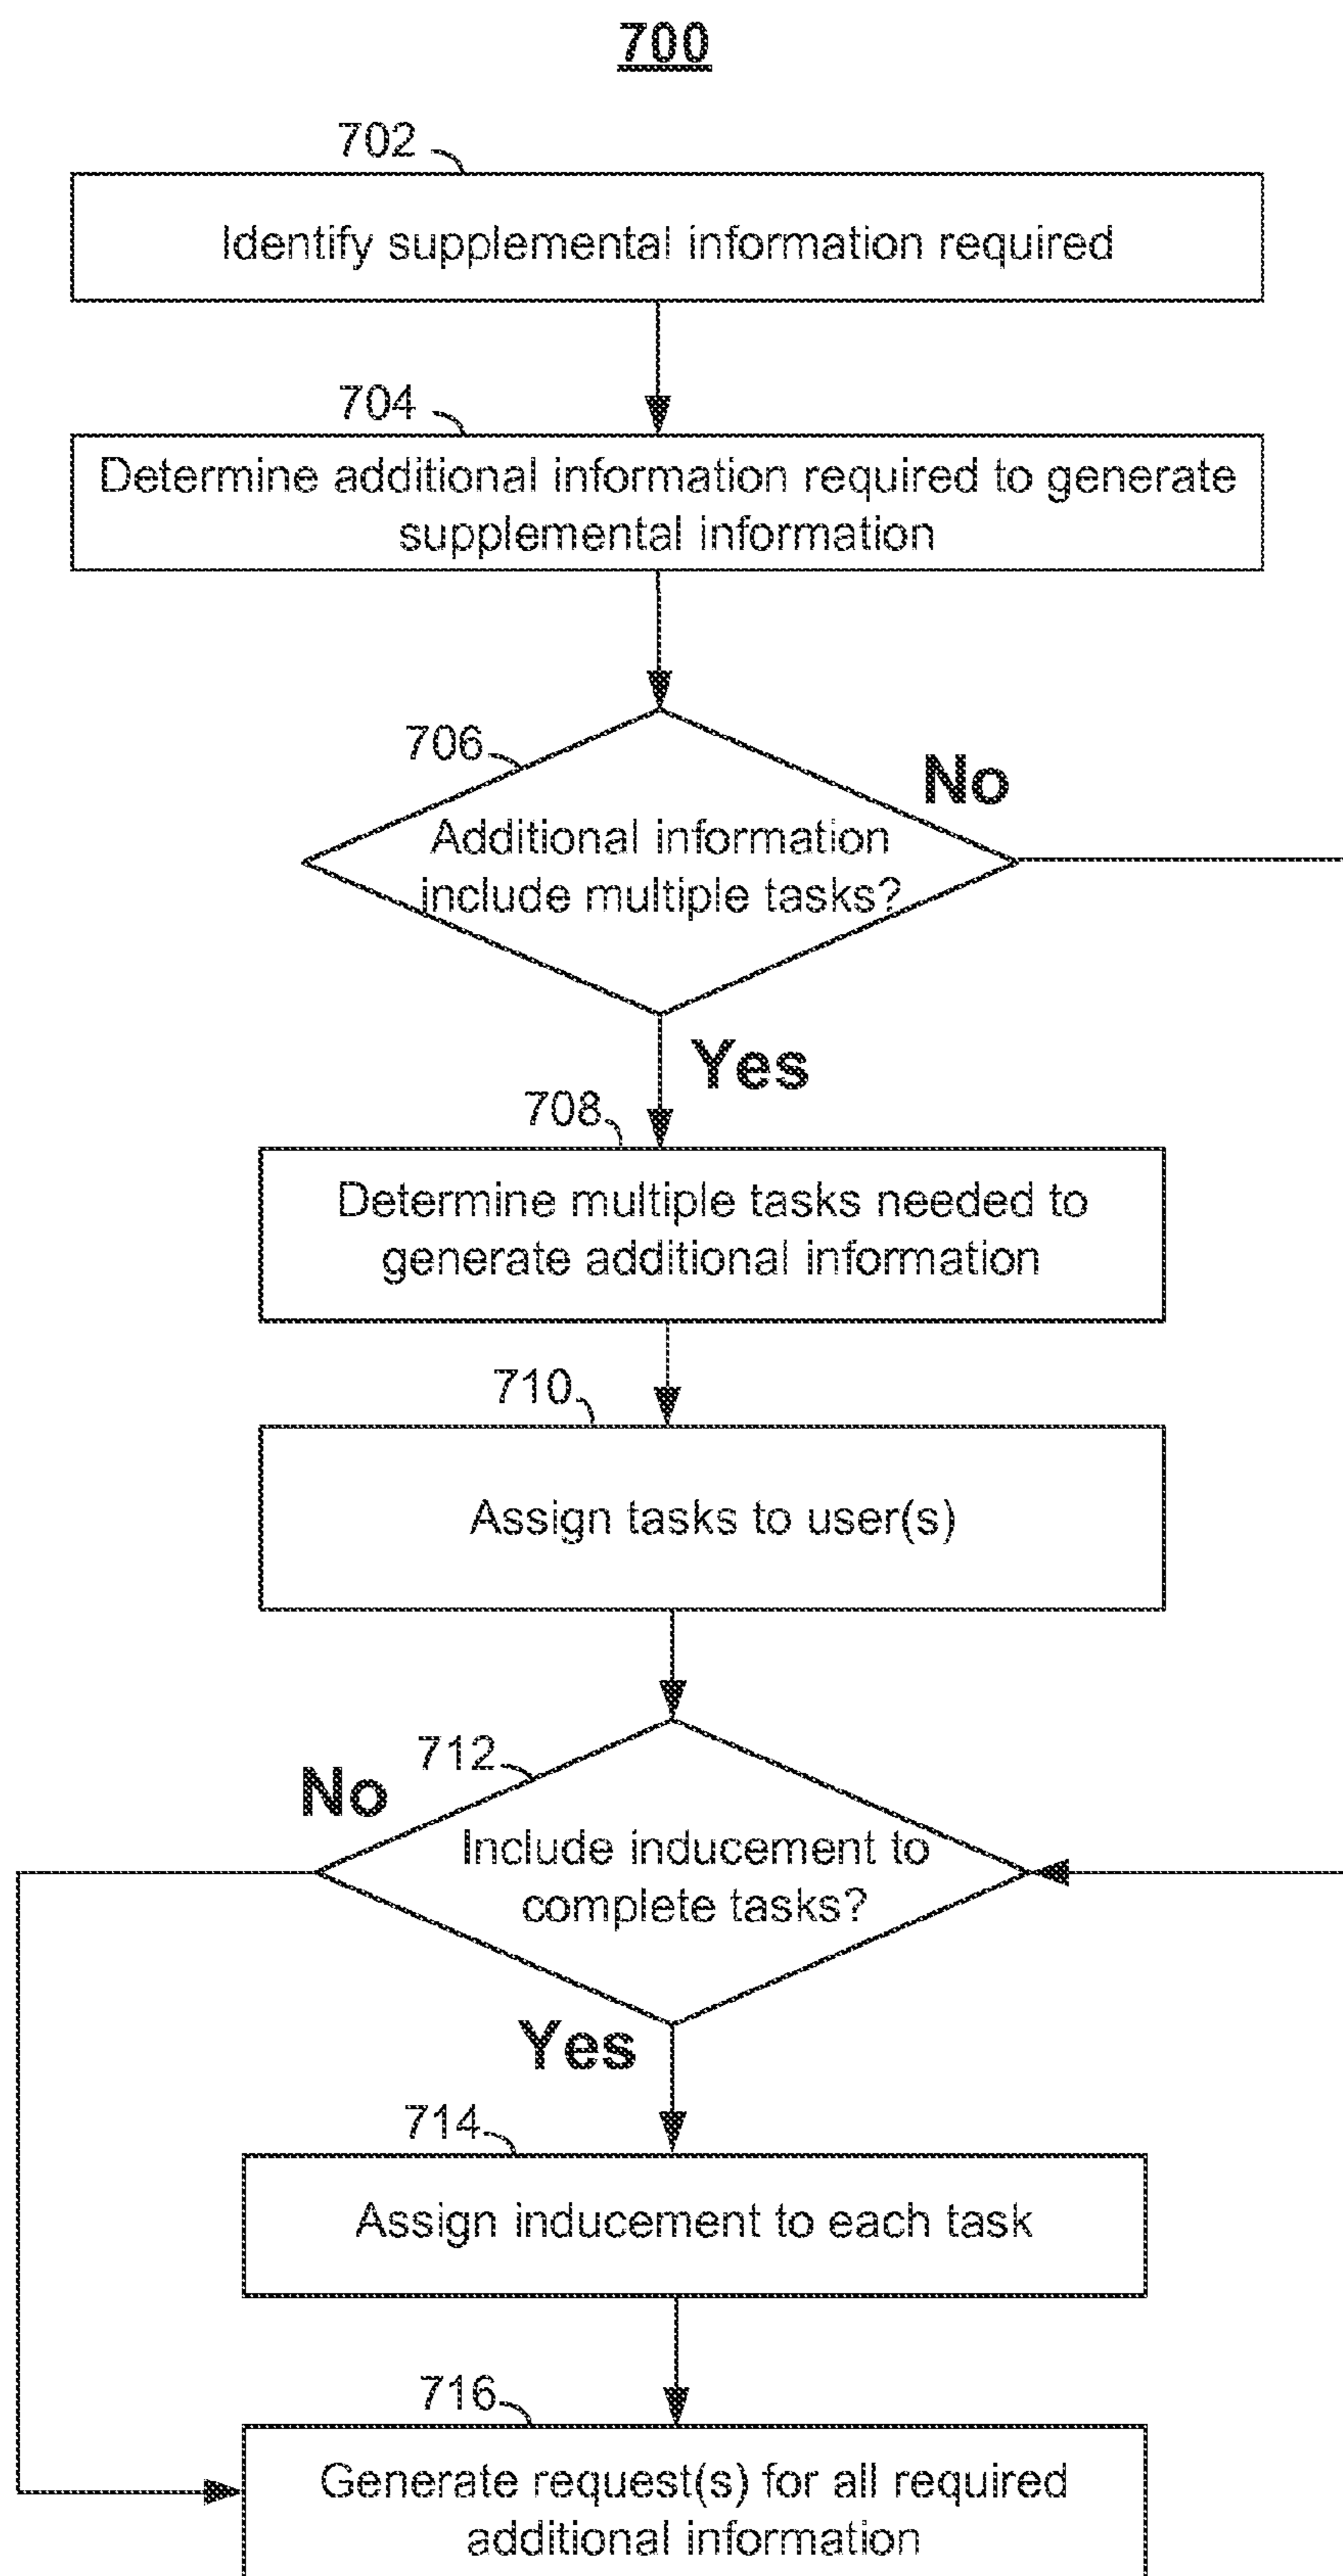 700
702
Identify supplemental information required
704
Determine additional information required to generate
supplemental information
706
No
Additional information
include multiple tasks?
Yes
708
Determine multiple tasks needed to
generate additional information
710
Assign tasks to user(s)
712
No
Include inducement to
complete tasks?
Yes
714
Assign inducement to each task
716
Generate request(s) for all required
additional information